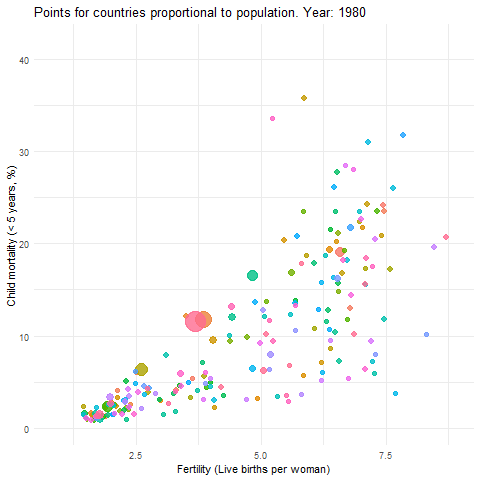 Points for countries proportional to population. Year: 1980
40
30
20
10
0
Child mortality (< 5 years, %)
2.5
5.0
7.5
Fertility (Live births per woman)